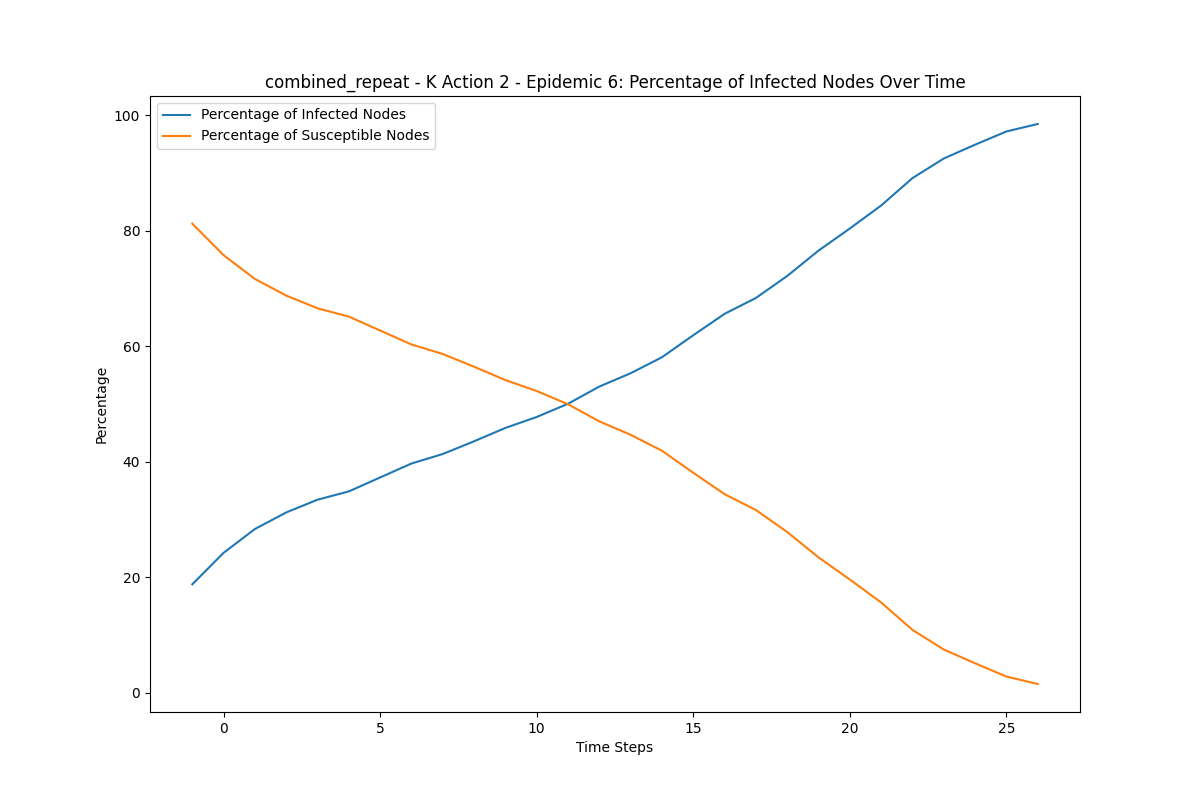 combined_repeat - K Action 2 - Epidemic 6: Percentage of Infected Nodes Over Time
Percentage of Infected Nodes
Percentage of Susceptible Nodes
100
80
60
40
20
0
Percentage
0 5 10 15 20 25
Time Steps